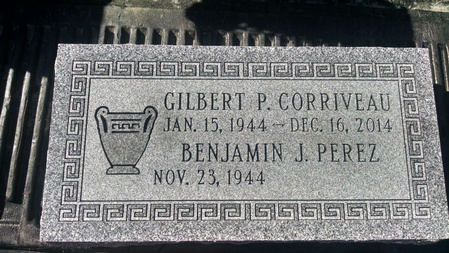 GILBERT P. CORRIVEAU
JAN. 15, 1944 ~ DEC. 16, 2014
BENJAMIN J. PEREZ
NOV. 23, 1944